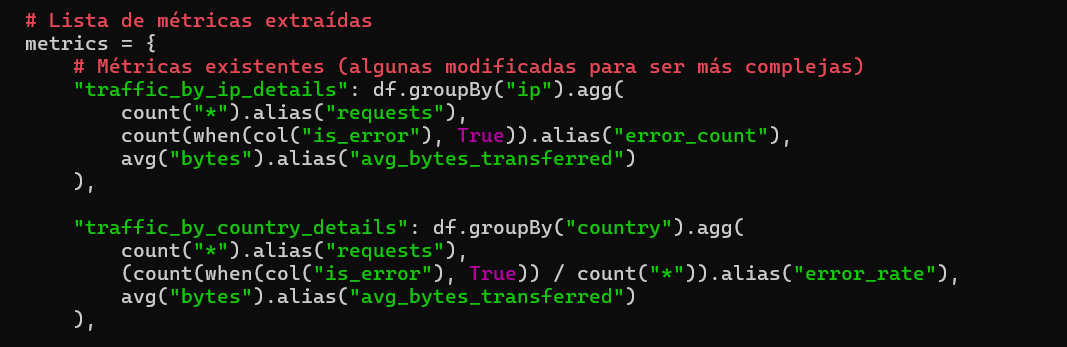 # Lista de métricas extraídas
metrics = {
    # Métricas existentes (algunas modificadas para ser más complejas)
    "traffic_by_ip_details": df.groupBy("ip").agg(
        count("*").alias("requests"),
        count(when(col("is_error"), True)).alias("error_count"),
        avg("bytes").alias("avg_bytes_transferred")
    ),

    "traffic_by_country_details": df.groupBy("country").agg(
        count("*").alias("requests"),
        (count(when(col("is_error"), True)) / count("*")).alias("error_rate"),
        avg("bytes").alias("avg_bytes_transferred")
    ),